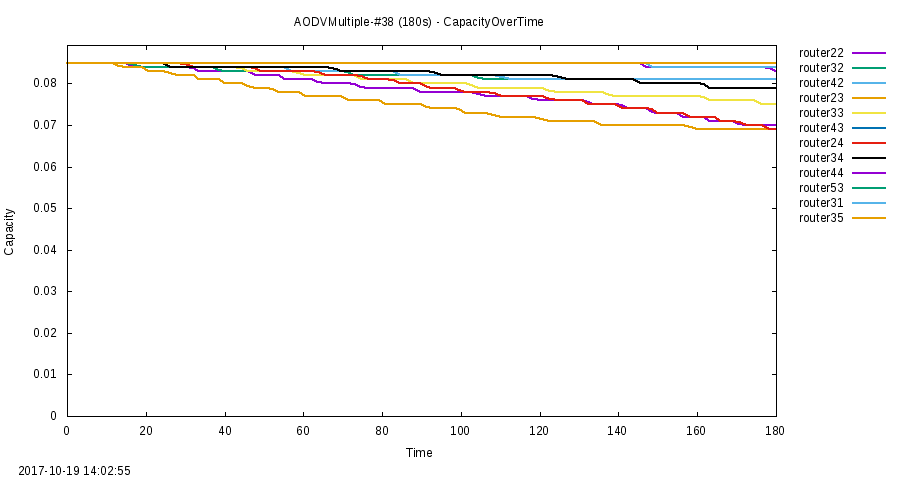 AODVMultiple-#38 (180s) - CapacityOverTime
router22
router32
router42
router23
router33
router43
router24
router34
router44
router53
router31
router35
0.08
0.07
0.06
0.05
0.04
0.03
0.02
0.01
0
Capacity
0 20 40 60 80 100 120 140 160 180
Time
2017-10-19 14:02:55